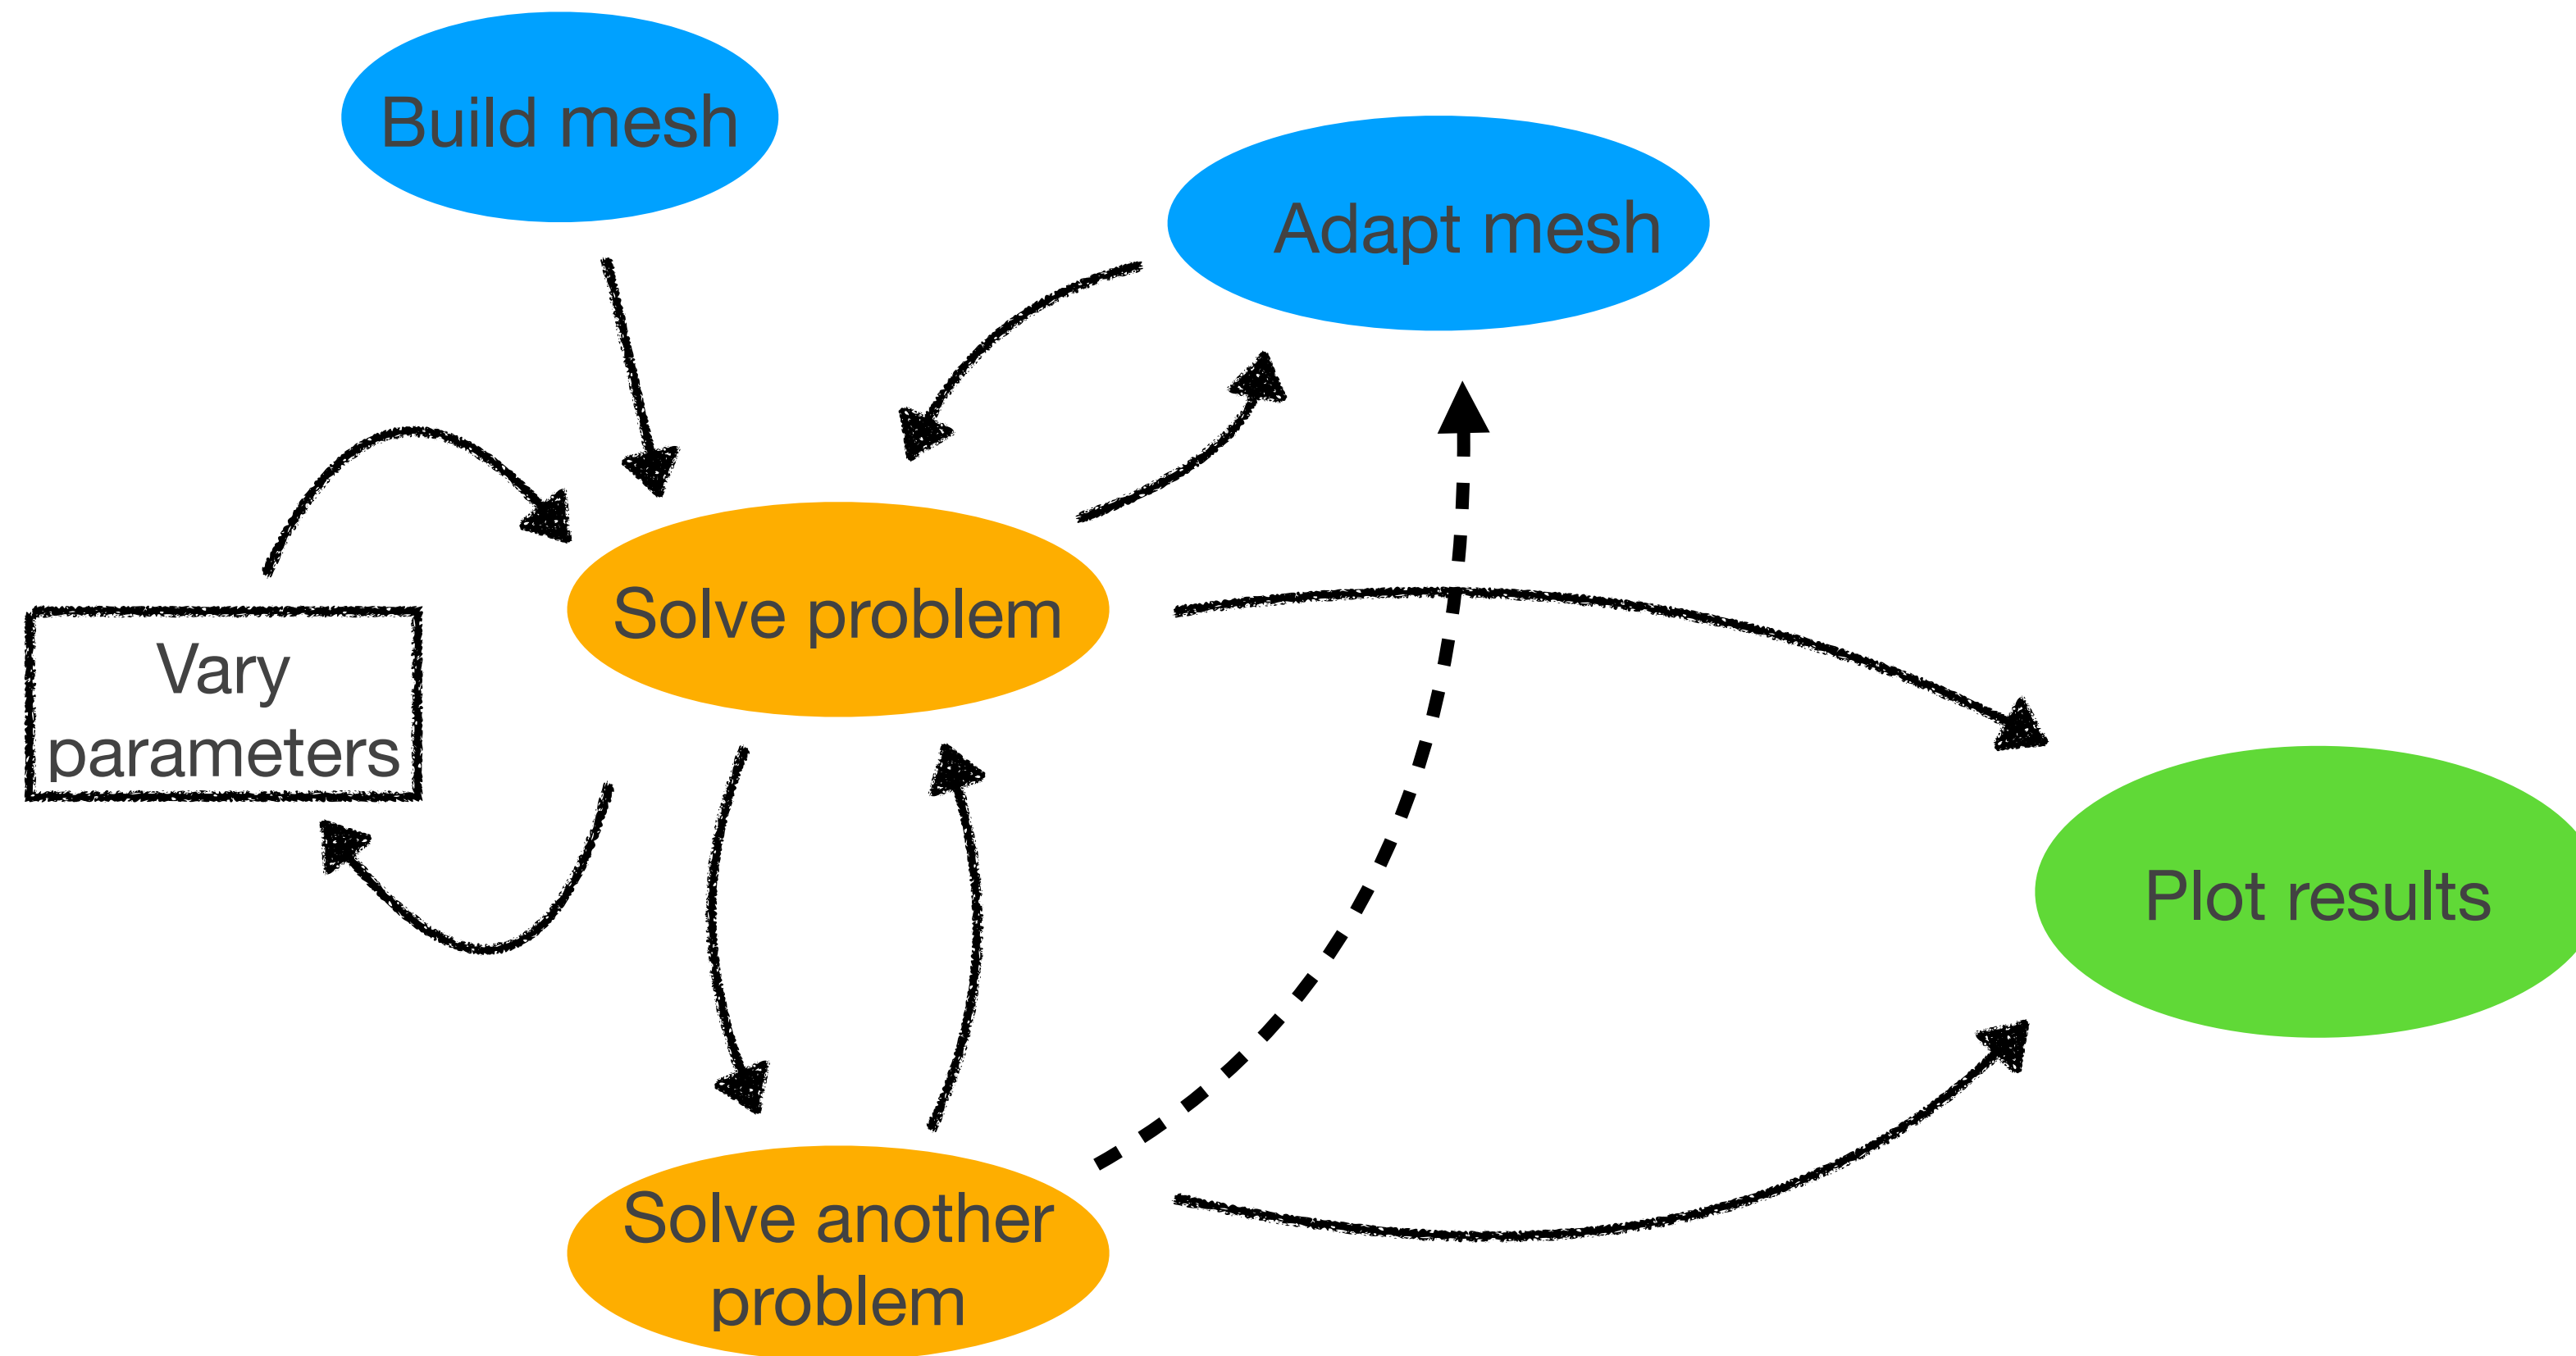 Build mesh
Adapt mesh
Solve problem
Vary
parameters
Plot results
Solve another
problem